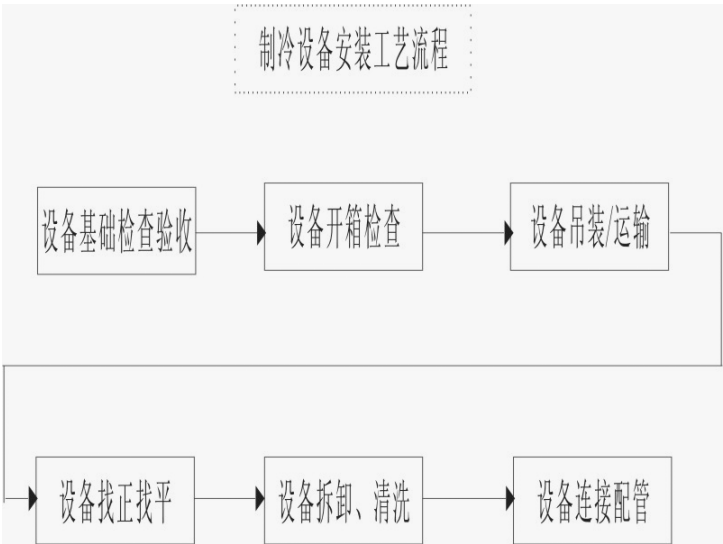 制冷设备安装工艺流程
设备基础检查验收
设备开箱检查
设备吊装/运输
设备找正找平
设备拆卸、清洗
设备连接配管